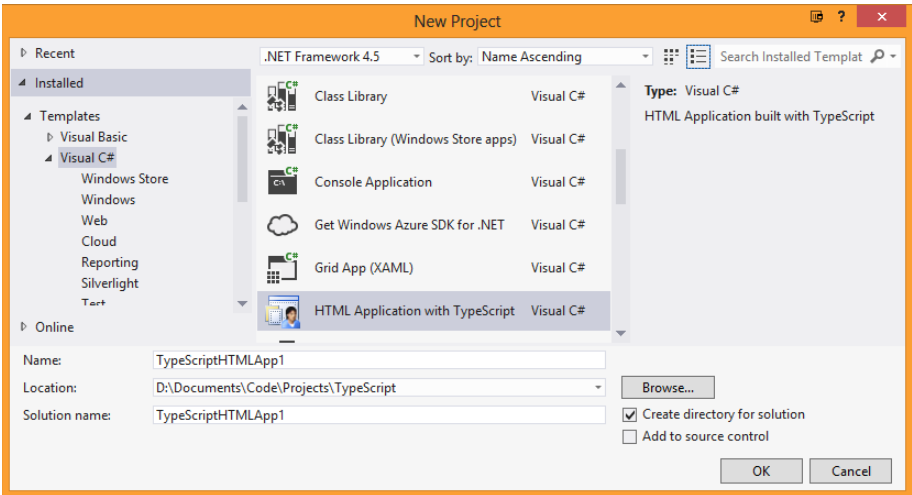 New Project
?
Recent
.NET Framework 4.5
Sort by: Name Ascending
Search Installed Templat
Installed
Templates
Visual Basic
Visual C#
Windows Store
Windows
Web
Cloud
Reporting
Silverlight
Test
Online
C# Class Library Visual C#
C# Class Library (Windows Store apps) Visual C#
C# C:\ Console Application Visual C#
Get Windows Azure SDK for .NET Visual C#
C# Grid App (XAML) Visual C#
HTML Application with TypeScript Visual C#
Type: Visual C#
HTML Application built with TypeScript
Name: TypeScriptHTMLApp1
Location: D:\Documents\Code\Projects\TypeScript
Browse...
Solution name: TypeScriptHTMLApp1
Create directory for solution
Add to source control
OK Cancel